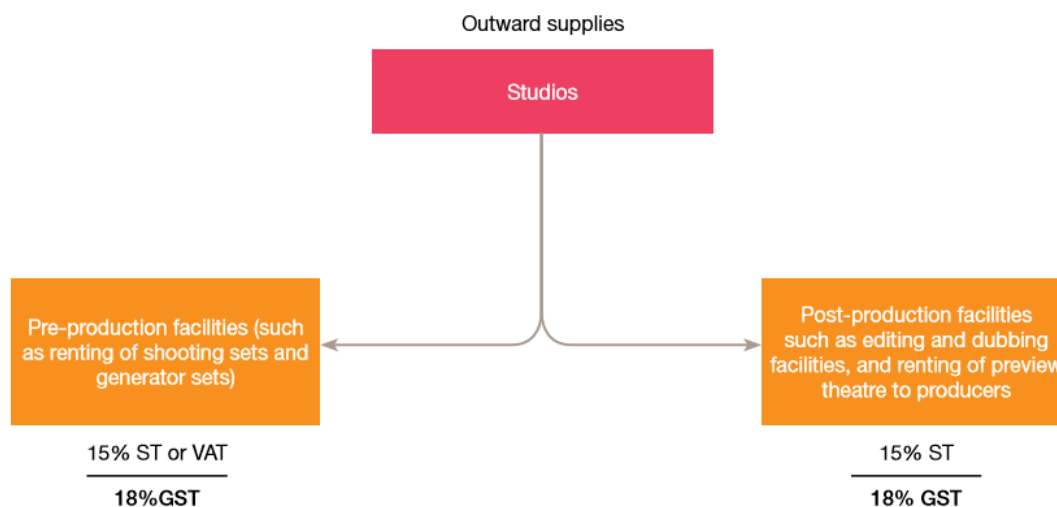 Outward supplies
Studios
Pre-production facilities (such
as renting of shooting sets and
generator sets)
Post-production facilities
such as editing and dubbing
facilities, and renting of preview
theatre to producers
15% ST or VAT
18%GST
15% ST
18% GST